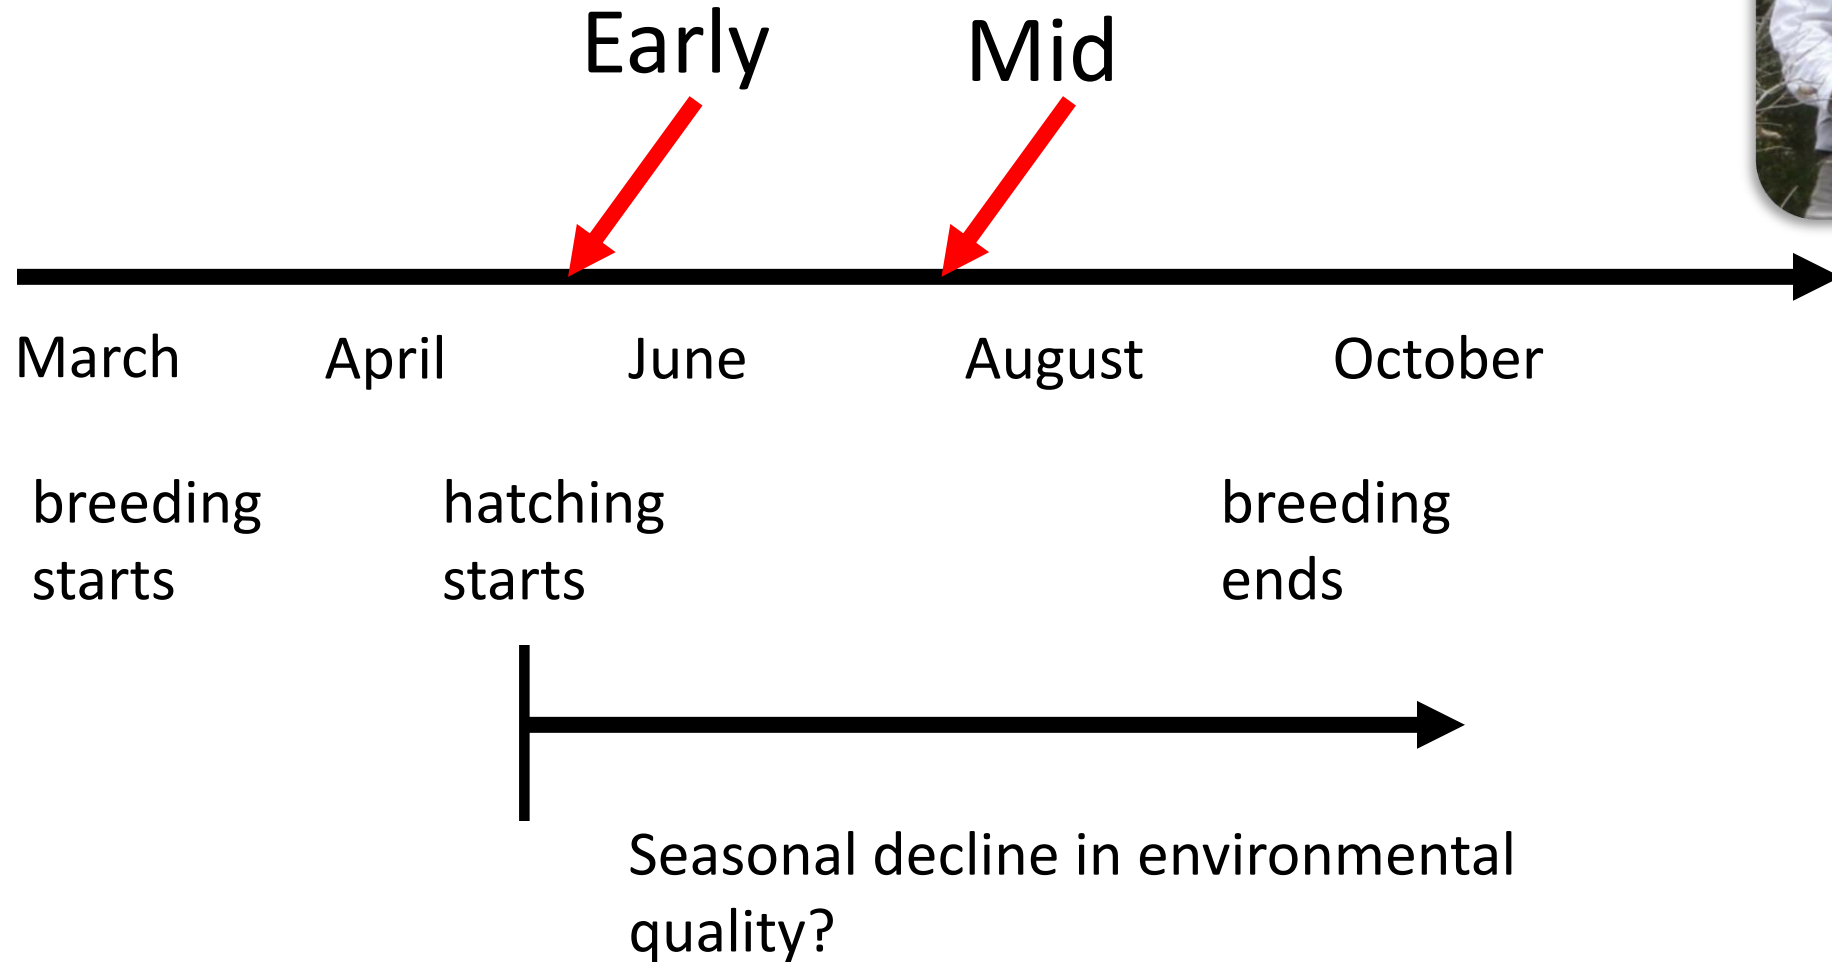 Early Mid
March April June August October
breeding hatching breeding
starts starts ends
Seasonal decline in environmental
quality?